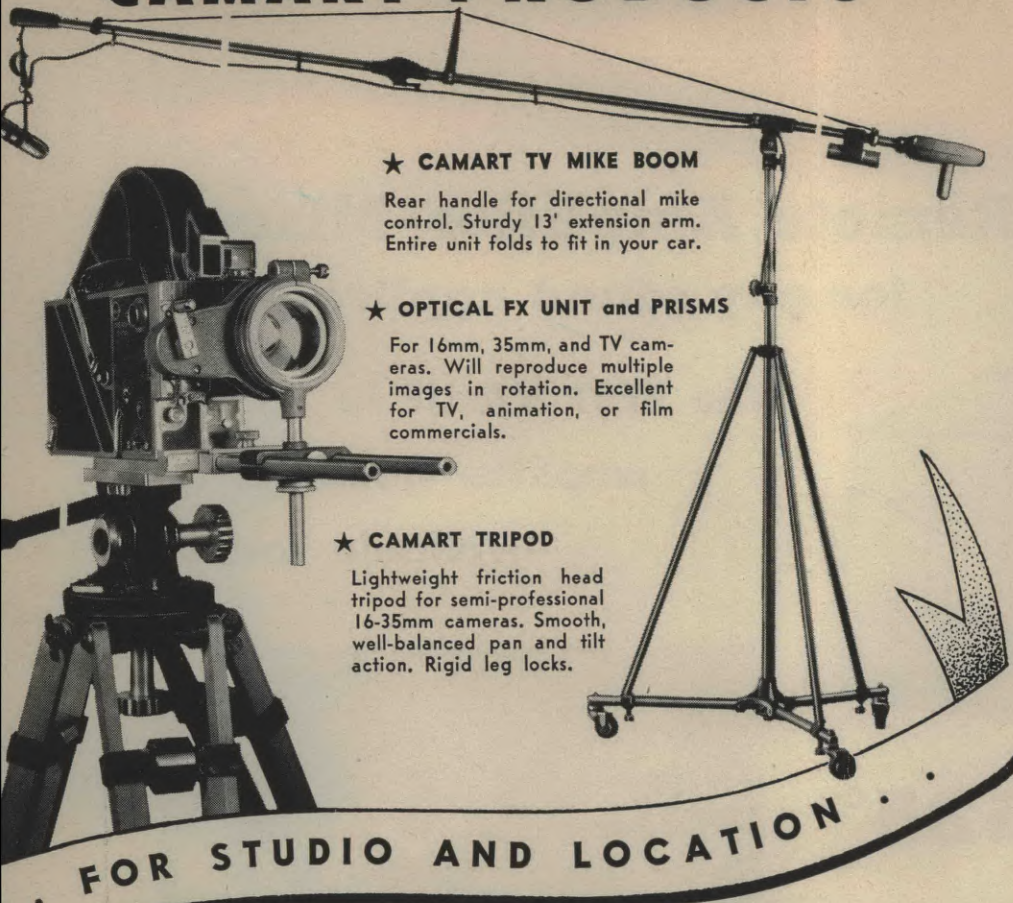 CAMART PRODUCTS
★ CAMART TV MIKE BOOM
Rear handle for directional mike
control. Sturdy 13' extension arm.
Entire unit folds to fit in your car.
★ OPTICAL FX UNIT and PRISMS
For 16mm, 35mm, and TV cam-
eras. Will reproduce multiple
images in rotation. Excellent
for TV, animation, or film
commercials.
★ CAMART TRIPOD
Lightweight friction head
tripod for semi-professional
16-35mm cameras. Smooth,
well-balanced pan and tilt
action. Rigid leg locks.
. FOR STUDIO AND LOCATION . .